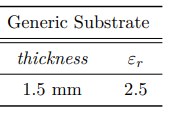 Generic Substrate
thickness εr
1.5 mm 2.5